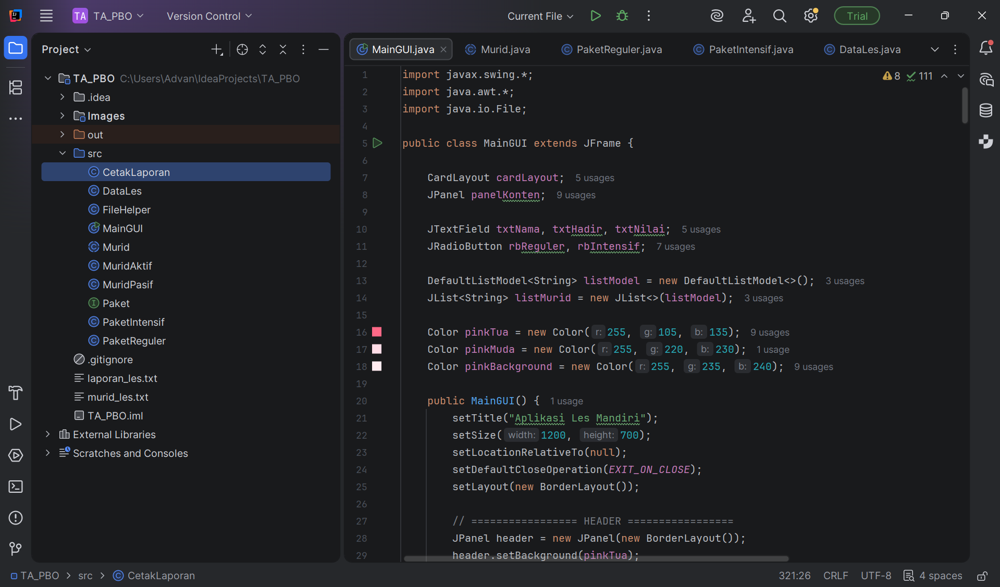 TA TA_PBO Version Control Current File Trial
Project
TA_PBO C:\Users\Advan\IdeaProjects\TA_PBO
.idea
Images
out
src
CetakLaporan
DataLes
FileHelper
MainGUI
Murid
MuridAktif
MuridPasif
Paket
PaketIntensif
PaketReguler
.gitignore
laporan_les.txt
murid_les.txt
TA_PBO.iml
External Libraries
Scratches and Consoles
MainGUI.java Murid.java PaketReguler.java PaketIntensif.java DataLes.java
8 111
1 import javax.swing.*;
2 import java.awt.*;
3 import java.io.File;
4
5 public class MainGUI extends JFrame {
6
7 CardLayout cardLayout; 5 usages
8 JPanel panelKonten; 9 usages
9
10 JTextField txtNama, txtHadir, txtNilai; 5 usages
11 JRadioButton rbReguler, rbIntensif; 7 usages
12
13 DefaultListModel<String> listModel = new DefaultListModel<>(); 3 usages
14 JList<String> listMurid = new JList<>(listModel); 3 usages
15
16 Color pinkTua = new Color( r: 255, g: 105, b: 135); 9 usages
17 Color pinkMuda = new Color( r: 255, g: 220, b: 230); 1 usage
18 Color pinkBackground = new Color( r: 255, g: 235, b: 240); 9 usages
19
20 public MainGUI() { 1 usage
21 setTitle("Aplikasi Les Mandiri");
22 setSize( width: 1200, height: 700);
23 setLocationRelativeTo(null);
24 setDefaultCloseOperation(EXIT_ON_CLOSE);
25 setLayout(new BorderLayout());
26
27 // ================= HEADER =================
28 JPanel header = new JPanel(new BorderLayout());
29 header.setBackground(pinkTua);
TA_PBO src CetakLaporan 321:26 CRLF UTF-8 4 spaces